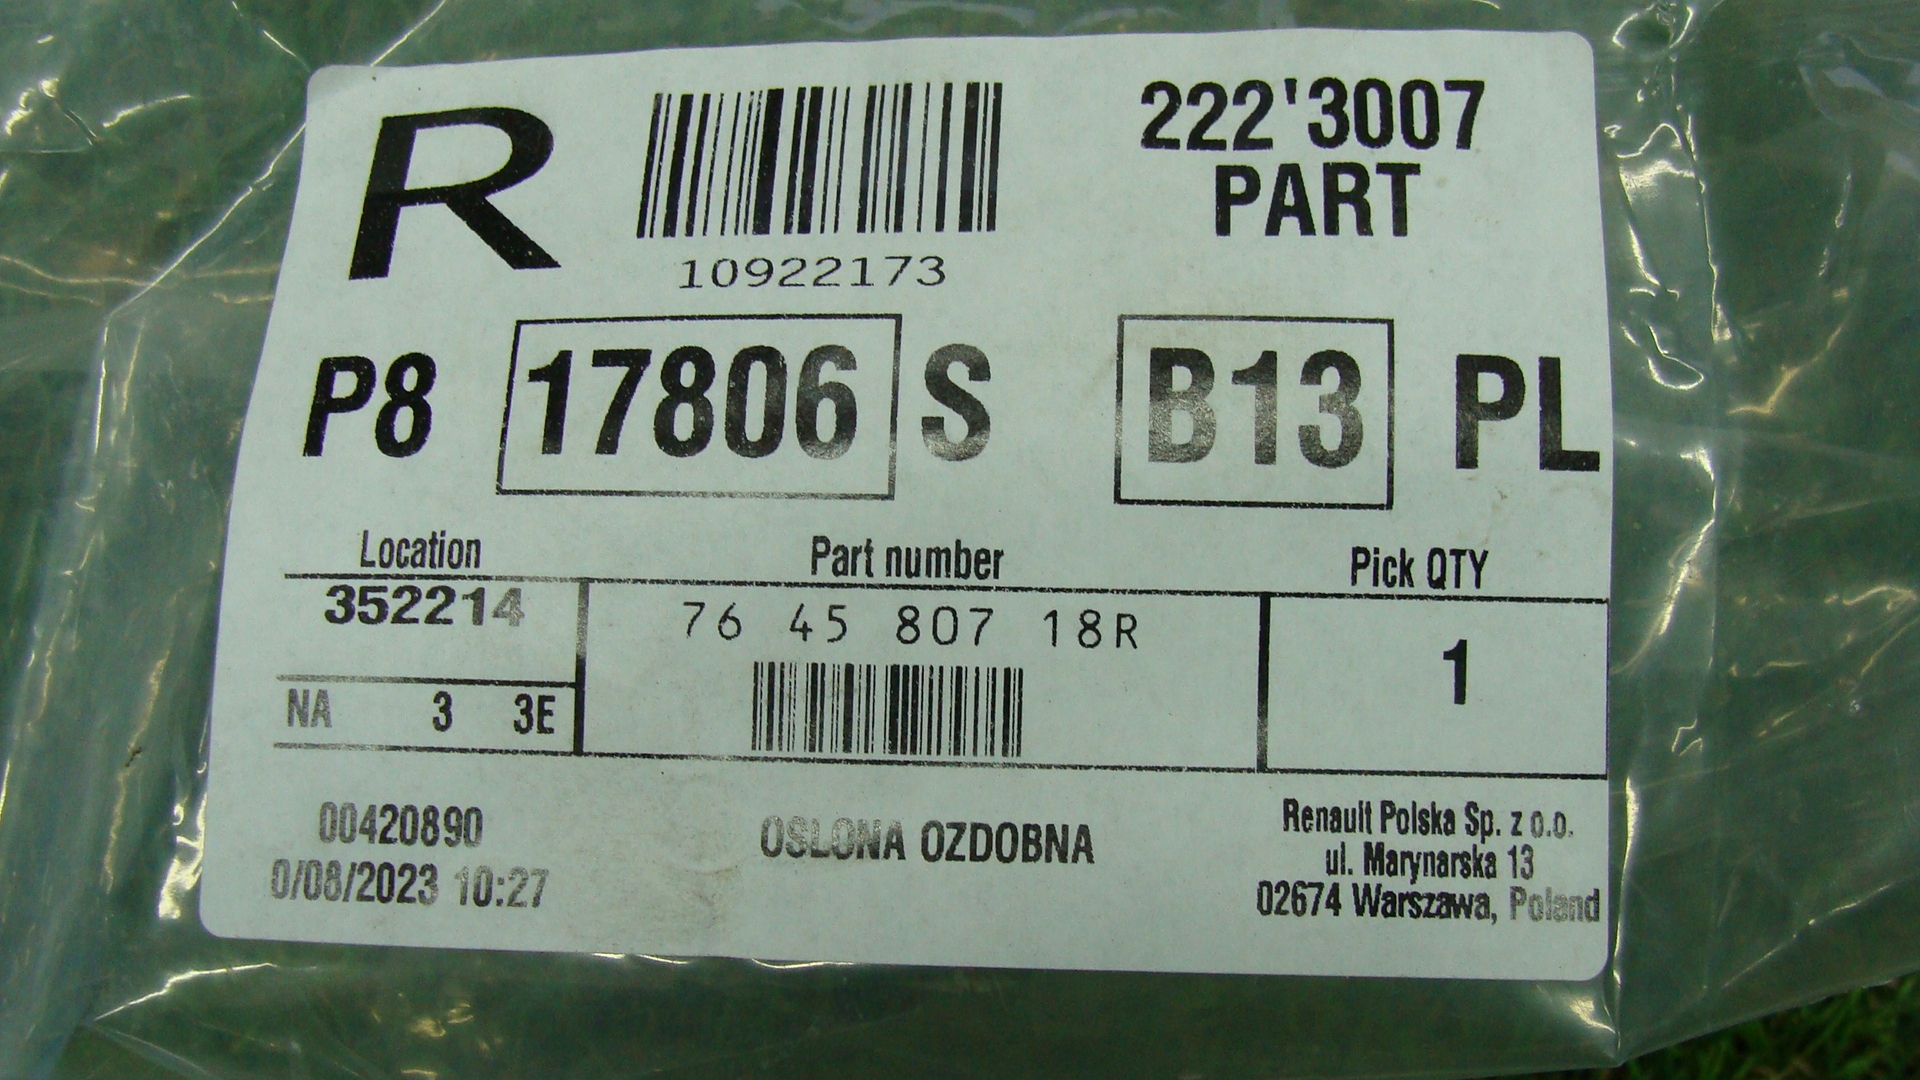 R
222'3007
PART
10922173
P8 17806 S B13 PL
Location Part number Pick QTY
352214 76 45 807 18R 1
NA 3 3E
00420890 OSLONA OZDOBNA Renault Polska Sp. z o.o.
ul. Marynarska 13
0/08/2023 10:27 02674 Warszawa, Poland